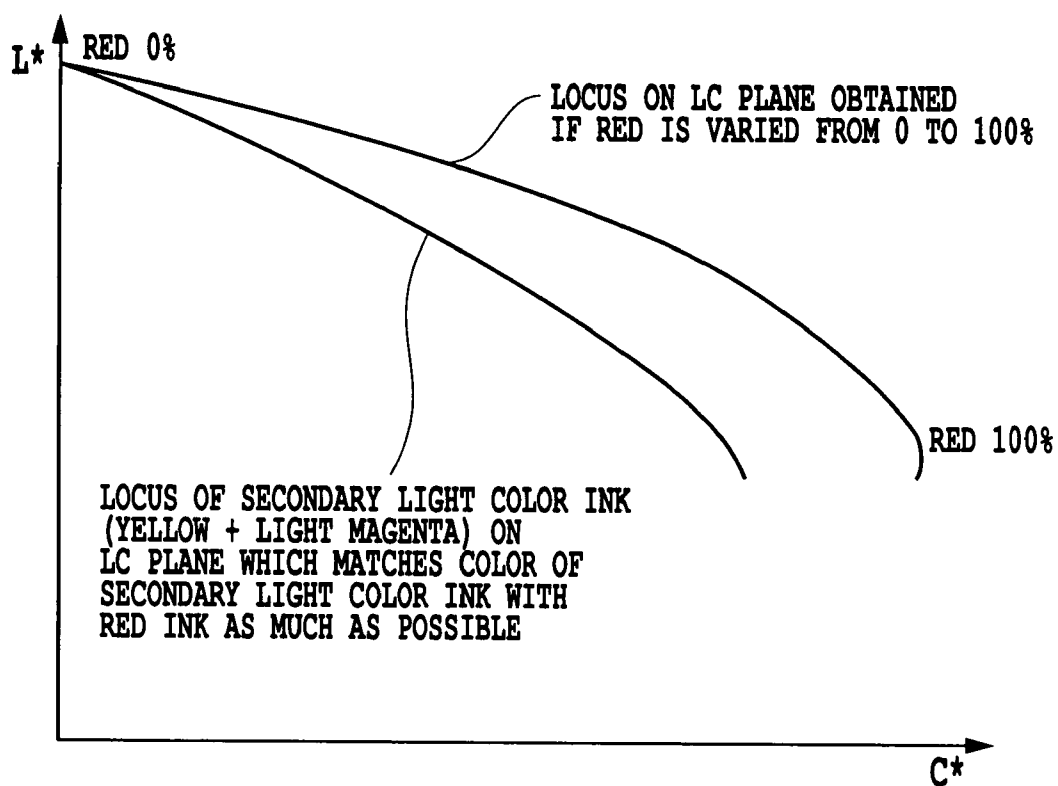 L*
RED 0%
LOCUS ON LC PLANE OBTAINED
IF RED IS VARIED FROM 0 TO 100%
RED 100%
LOCUS OF SECONDARY LIGHT COLOR INK
(YELLOW + LIGHT MAGENTA) ON
LC PLANE WHICH MATCHES COLOR OF
SECONDARY LIGHT COLOR INK WITH
RED INK AS MUCH AS POSSIBLE
C*